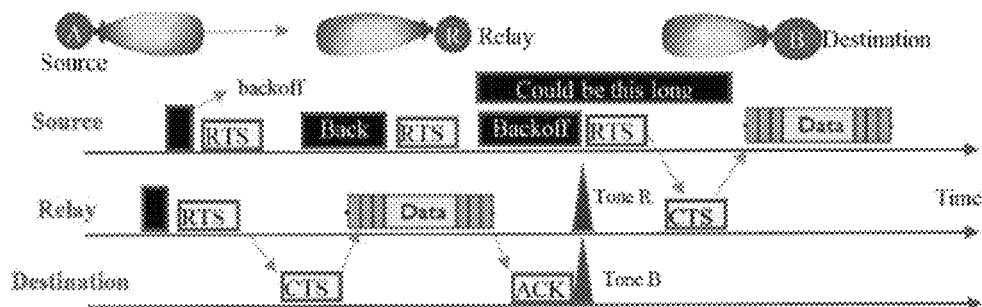 A
Source
R
Relay
B
Destination
backoff
Could be this long
Source
RTS
Back
RTS
Backoff
RTS
Data
Relay
RTS
Data
Tone R
CTS
Time
Destination
CTS
ACK
Tone B